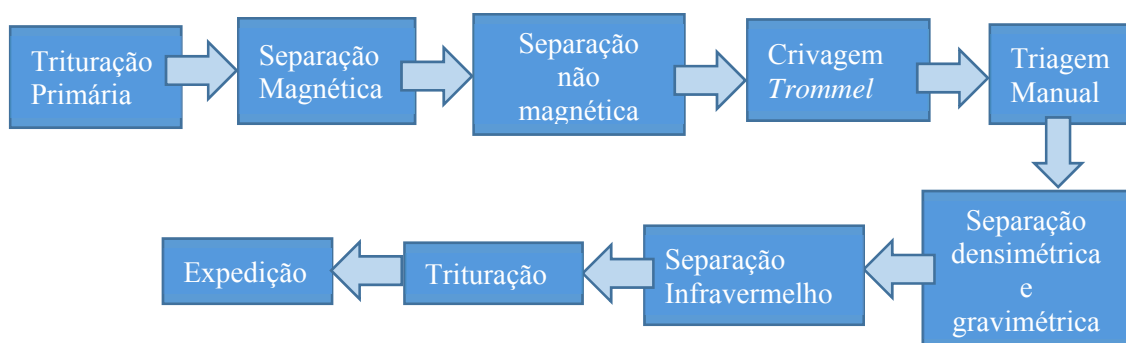 Trituração
Primária
Separação
Magnética
Separação
não
magnética
Crivagem
Trommel
Triagem
Manual
Separação
densimétrica
e
gravimétrica
Separação
Infravermelho
Trituração
Expedição